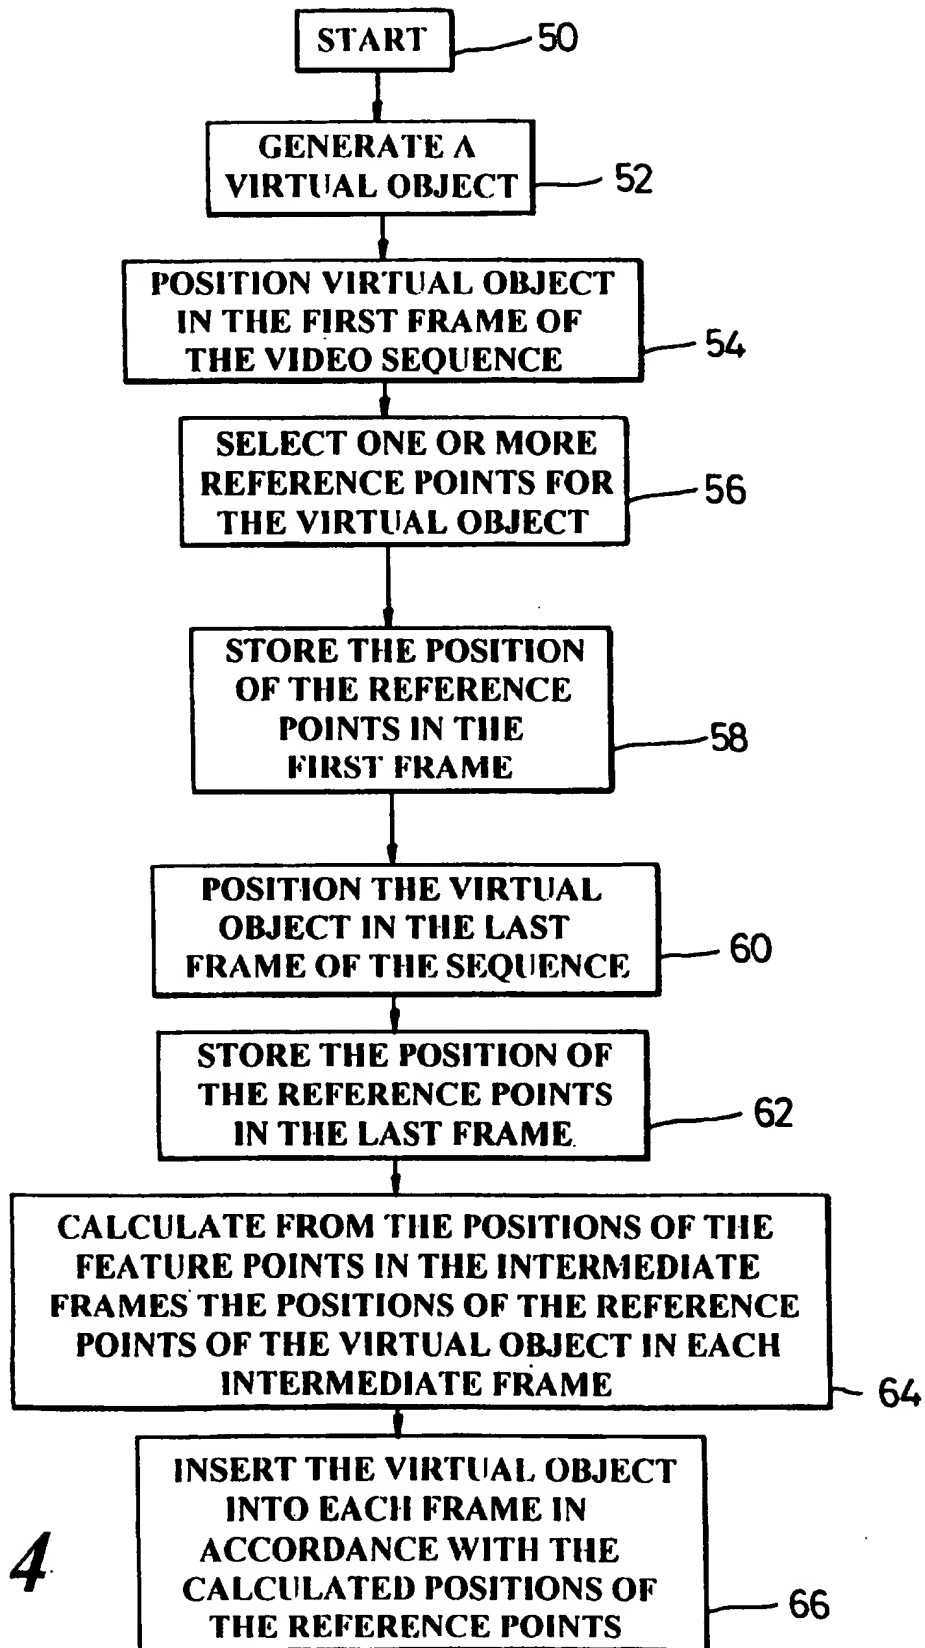 START
50
GENERATE A
VIRTUAL OBJECT
52
POSITION VIRTUAL OBJECT
IN THE FIRST FRAME OF
THE VIDEO SEQUENCE
54
SELECT ONE OR MORE
REFERENCE POINTS FOR
THE VIRTUAL OBJECT
56
STORE THE POSITION
OF THE REFERENCE
POINTS IN THE
FIRST FRAME
58
POSITION THE VIRTUAL
OBJECT IN THE LAST
FRAME OF THE SEQUENCE
60
STORE THE POSITION OF
THE REFERENCE POINTS
IN THE LAST FRAME.
62
CALCULATE FROM THE POSITIONS OF THE
FEATURE POINTS IN THE INTERMEDIATE
FRAMES THE POSITIONS OF THE REFERENCE
POINTS OF THE VIRTUAL OBJECT IN EACH
INTERMEDIATE FRAME
64
INSERT THE VIRTUAL OBJECT
INTO EACH FRAME IN
ACCORDANCE WITH THE
CALCULATED POSITIONS OF
THE REFERENCE POINTS
66
4